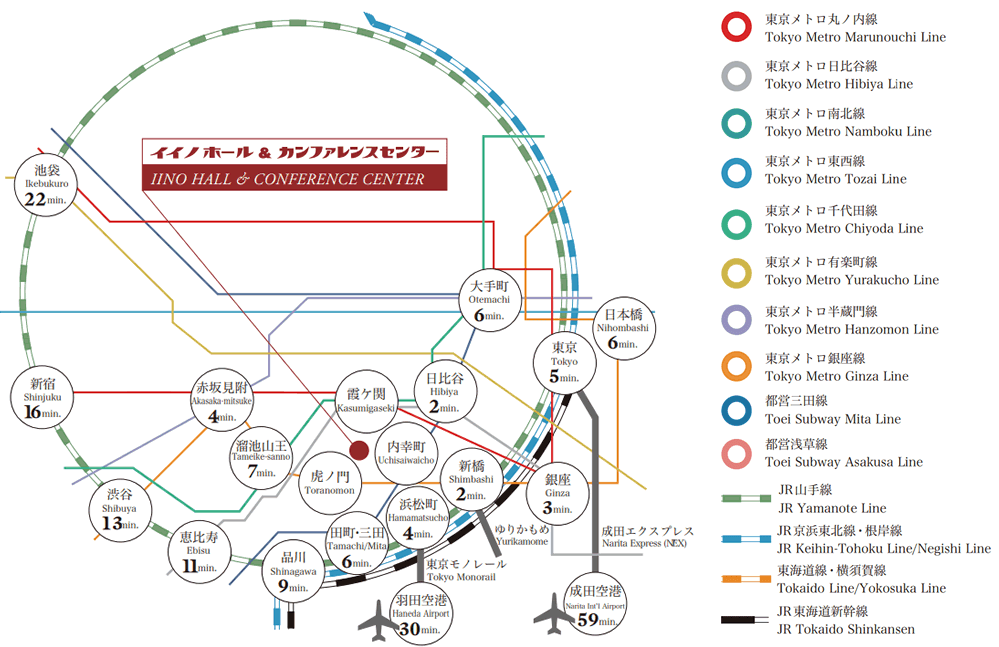 イイノホール & カンファレンスセンター
IINO HALL & CONFERENCE CENTER
池袋
Ikebukuro
22min.
大手町
Otemachi
6min.
日本橋
Nihombashi
6min.
東京
Tokyo
5min.
新宿
Shinjuku
16min.
赤坂見附
Akasaka-mitsuke
4min.
霞ケ関
Kasumigaseki
日比谷
Hibiya
2min.
溜池山王
Tameike-sanno
7min.
内幸町
Uchisaiwaicho
虎ノ門
Toranomon
新橋
Shimbashi
2min.
銀座
Ginza
3min.
渋谷
Shibuya
13min.
浜松町
Hamamatsucho
4min.
恵比寿
Ebisu
11min.
田町・三田
Tamachi/Mita
6min.
品川
Shinagawa
9min.
ゆりかもめ
Yurikamome
成田エクスプレス
Narita Express (NEX)
東京モノレール
Tokyo Monorail
羽田空港
Haneda Airport
30min.
成田空港
Narita Int'l Airport
59min.
東京メトロ丸ノ内線
Tokyo Metro Marunouchi Line
東京メトロ日比谷線
Tokyo Metro Hibiya Line
東京メトロ南北線
Tokyo Metro Namboku Line
東京メトロ東西線
Tokyo Metro Tozai Line
東京メトロ千代田線
Tokyo Metro Chiyoda Line
東京メトロ有楽町線
Tokyo Metro Yurakucho Line
東京メトロ半蔵門線
Tokyo Metro Hanzomon Line
東京メトロ銀座線
Tokyo Metro Ginza Line
都営三田線
Toei Subway Mita Line
都営浅草線
Toei Subway Asakusa Line
JR山手線
JR Yamanote Line
JR京浜東北線・根岸線
JR Keihin-Tohoku Line/Negishi Line
東海道線・横須賀線
Tokaido Line/Yokosuka Line
JR東海道新幹線
JR Tokaido Shinkansen